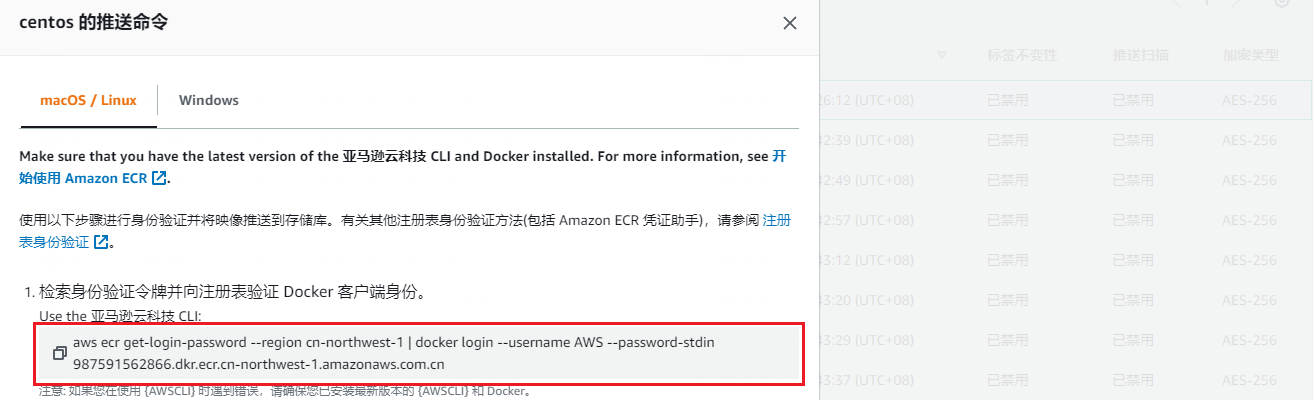 centos 的推送命令
macOS / Linux
Windows
Make sure that you have the latest version of the 亚马逊云科技 CLI and Docker installed. For more information, see 开
始使用 Amazon ECR.
使用以下步骤进行身份验证并将映像推送到存储库。有关其他注册表身份验证方法(包括 Amazon ECR 凭证助手)，请参阅 注册
表身份验证。
1. 检索身份验证令牌并向注册表验证 Docker 客户端身份。
Use the 亚马逊云科技 CLI:
aws ecr get-login-password --region cn-northwest-1 | docker login --username AWS --password-stdin
987591562866.dkr.ecr.cn-northwest-1.amazonaws.com.cn
注意: 如果您在使用 {AWSCLI} 时遇到错误，请确保您已安装最新版本的 {AWSCLI} 和 Docker。
标签不变性 推送扫描 加密类型
26:12 (UTC+08) 已禁用 已禁用 AES-256
42:39 (UTC+08) 已禁用 已禁用 AES-256
42:49 (UTC+08) 已禁用 已禁用 AES-256
42:57 (UTC+08) 已禁用 已禁用 AES-256
43:12 (UTC+08) 已禁用 已禁用 AES-256
43:20 (UTC+08) 已禁用 已禁用 AES-256
43:29 (UTC+08) 已禁用 已禁用 AES-256
43:37 (UTC+08) 已禁用 已禁用 AES-256